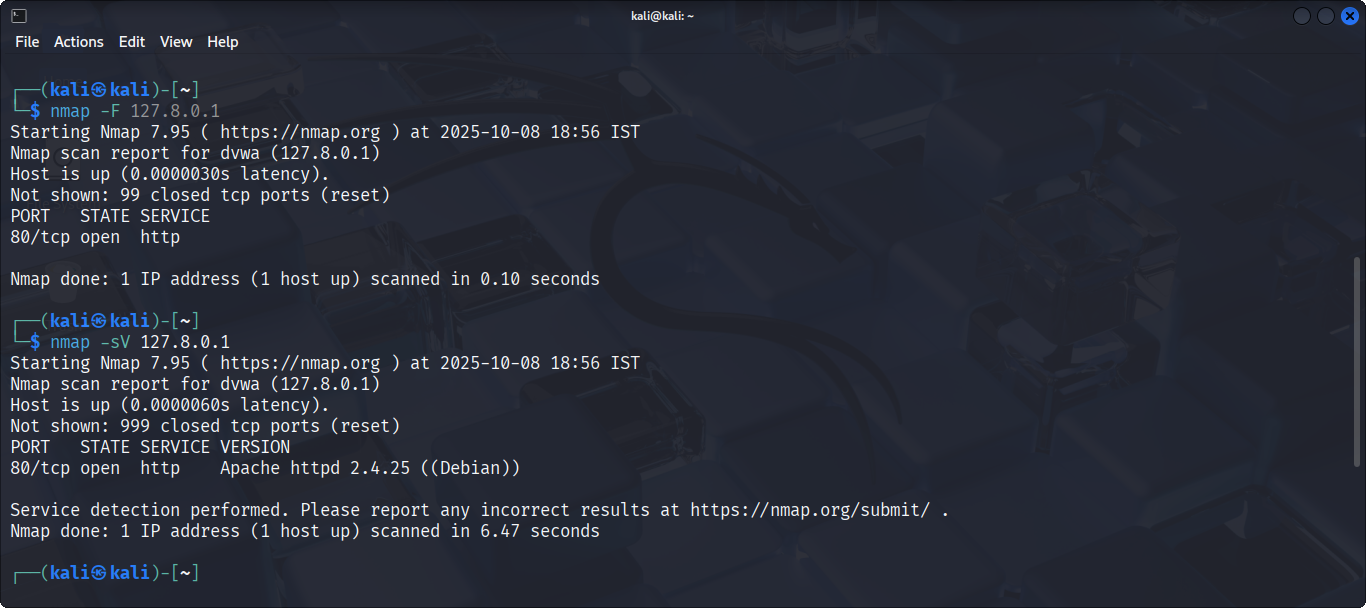 kali@kali: ~
File Actions Edit View Help
┌──(kali㉿kali)-[~]
└─$ nmap -F 127.8.0.1
Starting Nmap 7.95 ( https://nmap.org ) at 2025-10-08 18:56 IST
Nmap scan report for dvwa (127.8.0.1)
Host is up (0.0000030s latency).
Not shown: 99 closed tcp ports (reset)
PORT   STATE SERVICE
80/tcp open  http
Nmap done: 1 IP address (1 host up) scanned in 0.10 seconds
┌──(kali㉿kali)-[~]
└─$ nmap -sV 127.8.0.1
Starting Nmap 7.95 ( https://nmap.org ) at 2025-10-08 18:56 IST
Nmap scan report for dvwa (127.8.0.1)
Host is up (0.0000060s latency).
Not shown: 999 closed tcp ports (reset)
PORT   STATE SERVICE VERSION
80/tcp open  http    Apache httpd 2.4.25 ((Debian))
Service detection performed. Please report any incorrect results at https://nmap.org/submit/ .
Nmap done: 1 IP address (1 host up) scanned in 6.47 seconds
┌──(kali㉿kali)-[~]